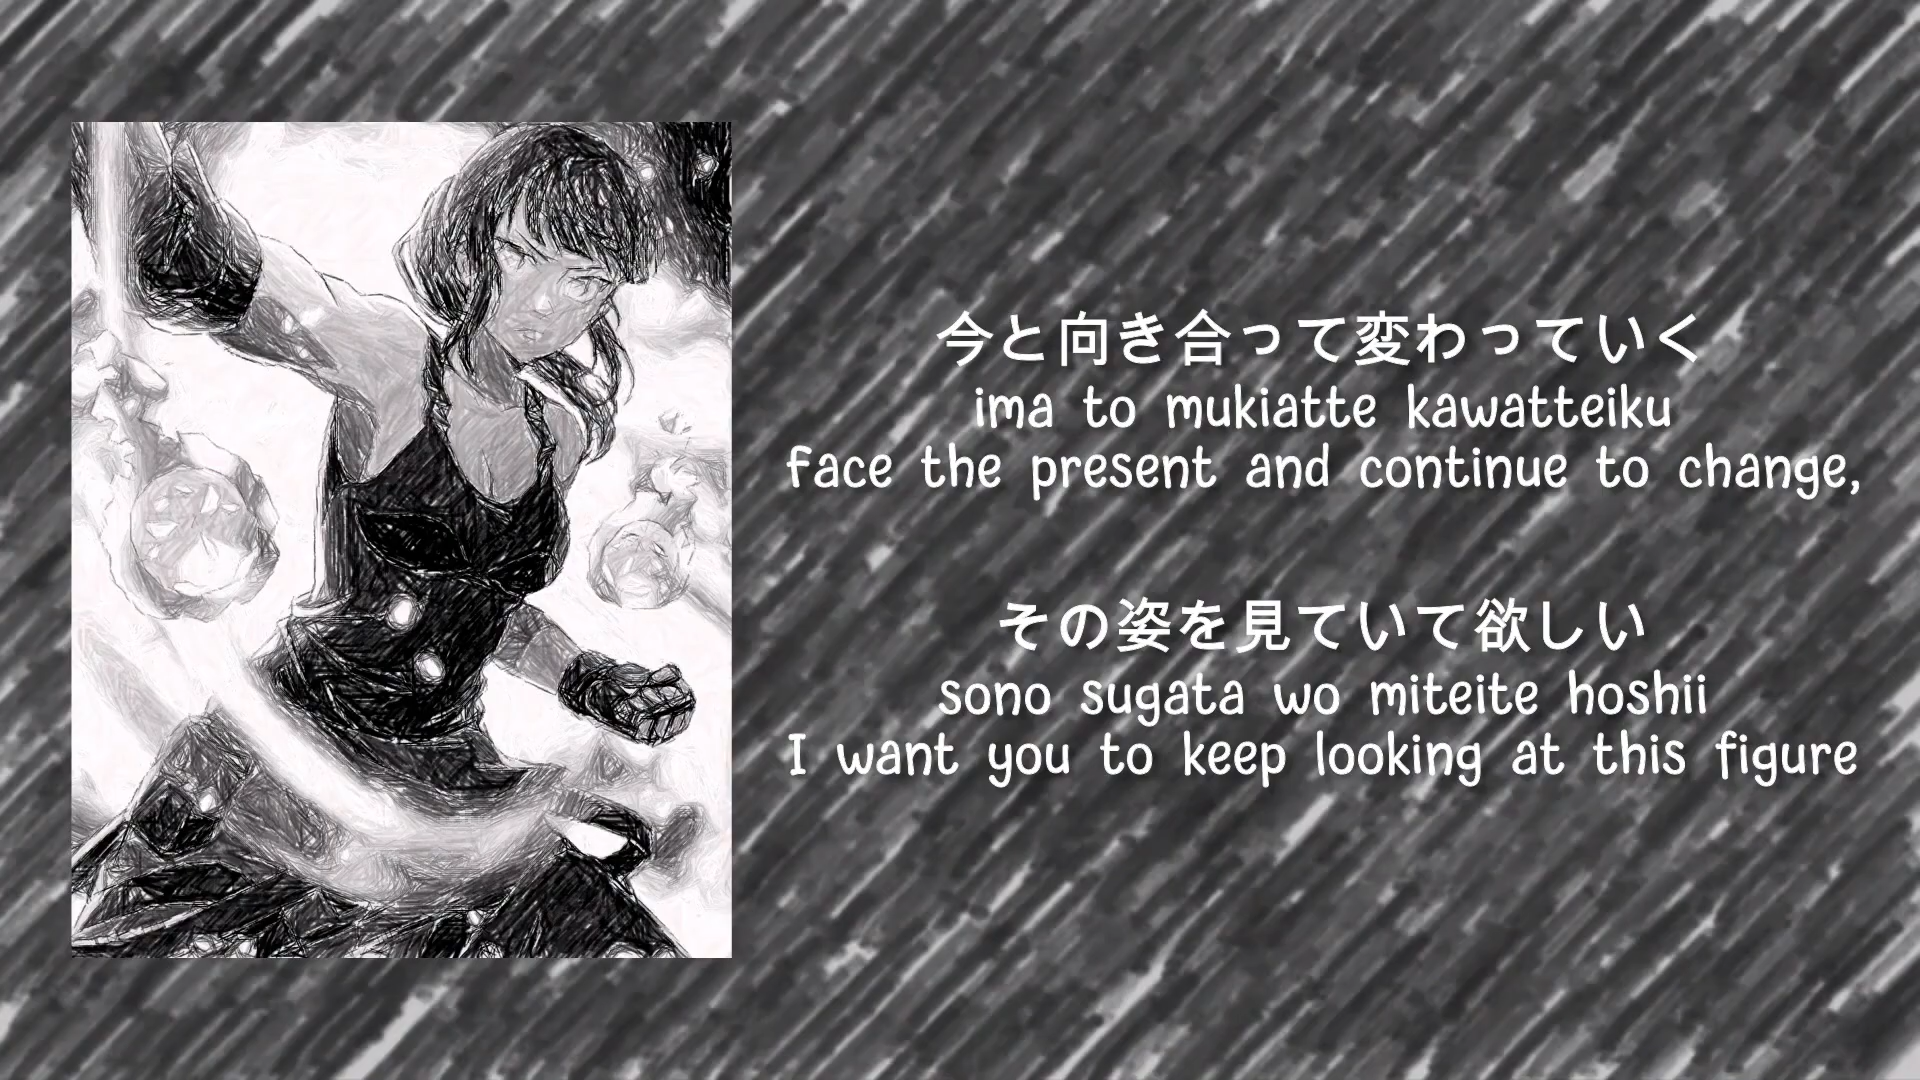 今と向き合って変わっていく
ima to mukiatte kawatteiku
face the present and continue to change,
その姿を見ていて欲しい
sono sugata wo miteite hoshii
I want you to keep looking at this figure